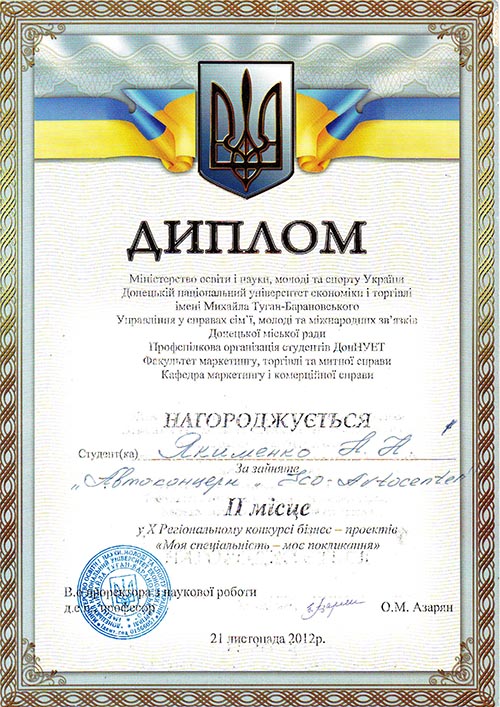 ДИПЛОМ
Міністерство освіти і науки, молоді та спорту України
Донецький національний університет економіки і торгівлі
імені Михайла Туган-Барановського
Управління у справах сім'ї, молоді та міжнародних зв'язків
Донецької міської ради
Профспілкова організація студентів ДонНУЕТ
Факультет маркетингу, торгівлі та митної справи
Кафедра маркетингу і комерційної справи
НАГОРОДЖУЄТЬСЯ
Студент(ка) Якименко Н. Н.
За зайняте
„Автоконцерн „Eco-Avtocenter"
II місце
у X Регіональному конкурсі бізнес – проектів
«Моя спеціальність – моє покликання»
В.о проректора з наукової роботи
д.е.н., професор О.М. Азарян
21 листопада 2012р.